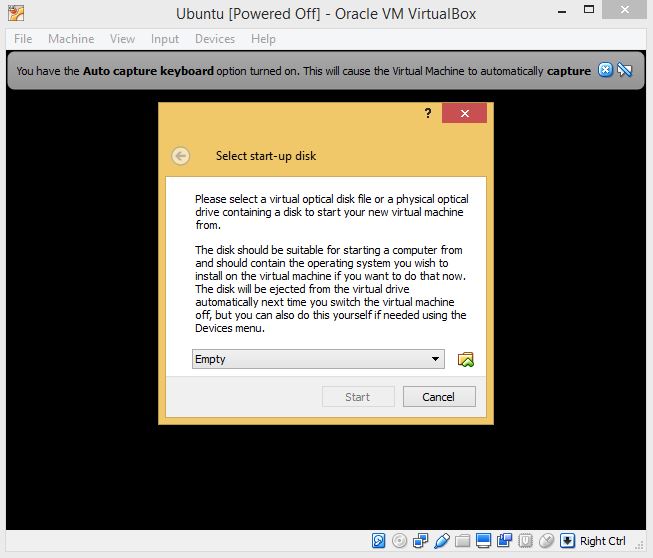 Ubuntu [Powered Off] - Oracle VM VirtualBox
File Machine View Input Devices Help
You have the Auto capture keyboard option turned on. This will cause the Virtual Machine to automatically capture
?
Select start-up disk
Please select a virtual optical disk file or a physical optical
drive containing a disk to start your new virtual machine
from.
The disk should be suitable for starting a computer from
and should contain the operating system you wish to
install on the virtual machine if you want to do that now.
The disk will be ejected from the virtual drive
automatically next time you switch the virtual machine
off, but you can also do this yourself if needed using the
Devices menu.
Empty
Start Cancel
Right Ctrl